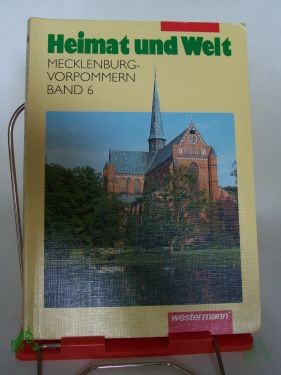 Heimat und Welt
MECKLENBURG-
VORPOMMERN
BAND 6
westermann